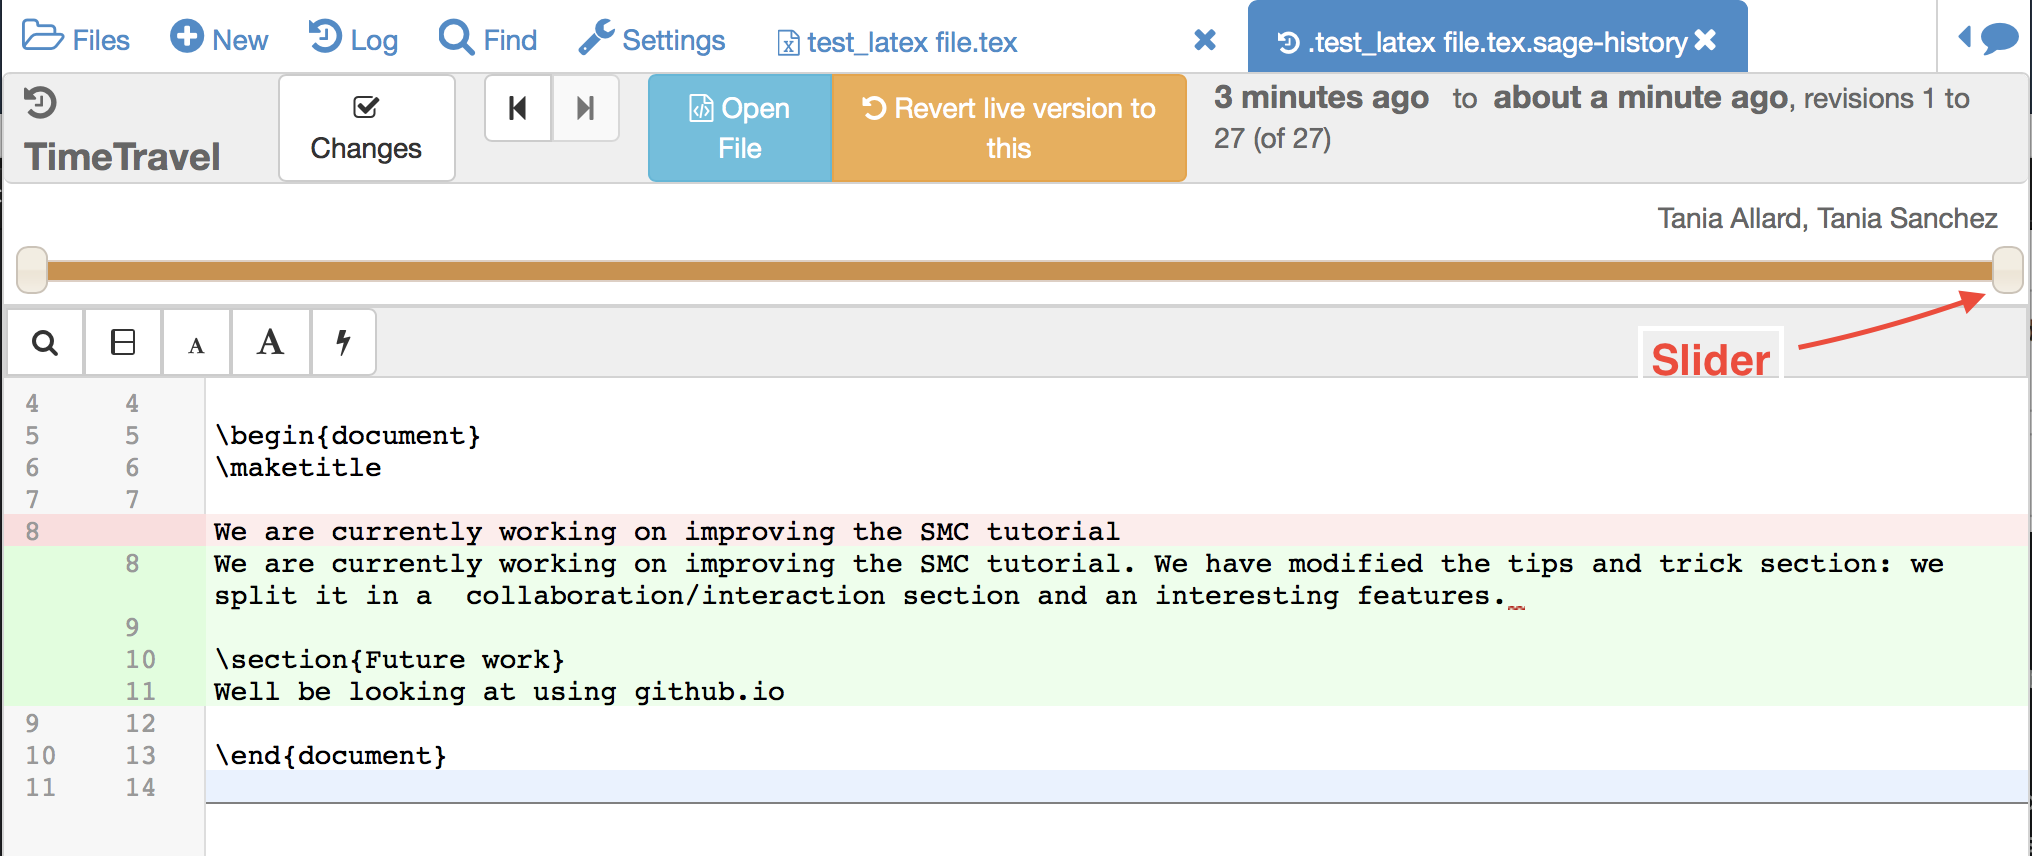 Files New Log Find Settings test_latex file.tex .test_latex file.tex.sage-history
TimeTravel
Changes
Open
File
Revert live version to
this
3 minutes ago to about a minute ago, revisions 1 to
27 (of 27)
Tania Allard, Tania Sanchez
A A
Slider
4 4
5 5 \begin{document}
6 6 \maketitle
7 7
8 We are currently working on improving the SMC tutorial
8 We are currently working on improving the SMC tutorial. We have modified the tips and trick section: we
split it in a  collaboration/interaction section and an interesting features.
9
10 \section{Future work}
11 Well be looking at using github.io
9 12
10 13 \end{document}
11 14